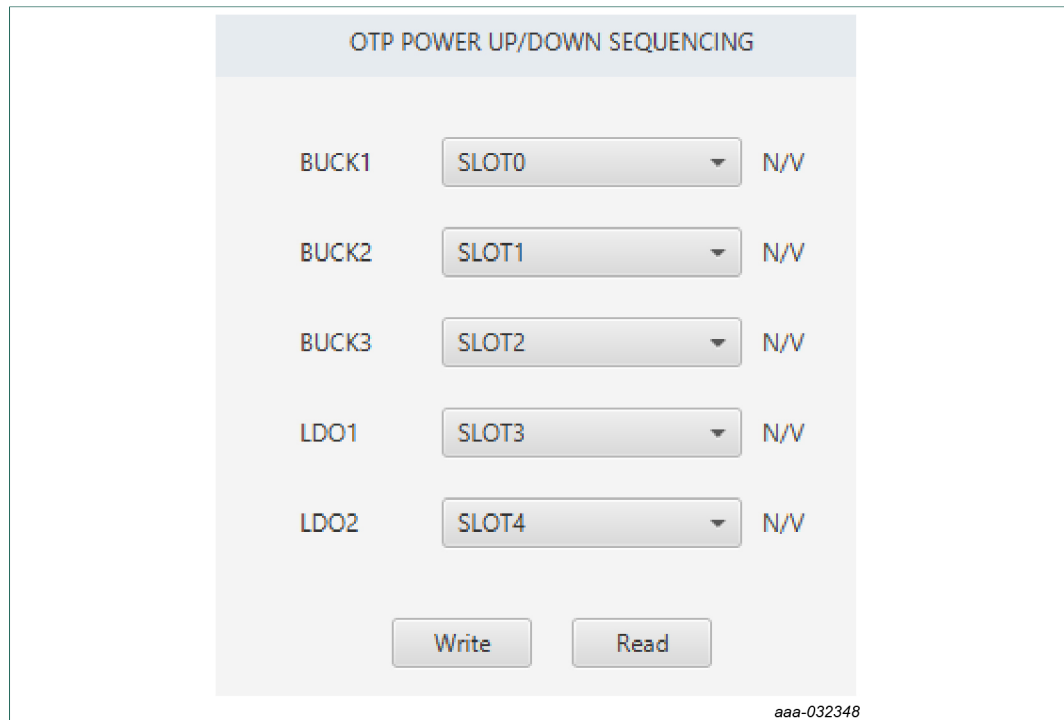 OTP POWER UP/DOWN SEQUENCING
BUCK1 SLOT0 N/V
BUCK2 SLOT1 N/V
BUCK3 SLOT2 N/V
LDO1 SLOT3 N/V
LDO2 SLOT4 N/V
Write Read
aaa-032348